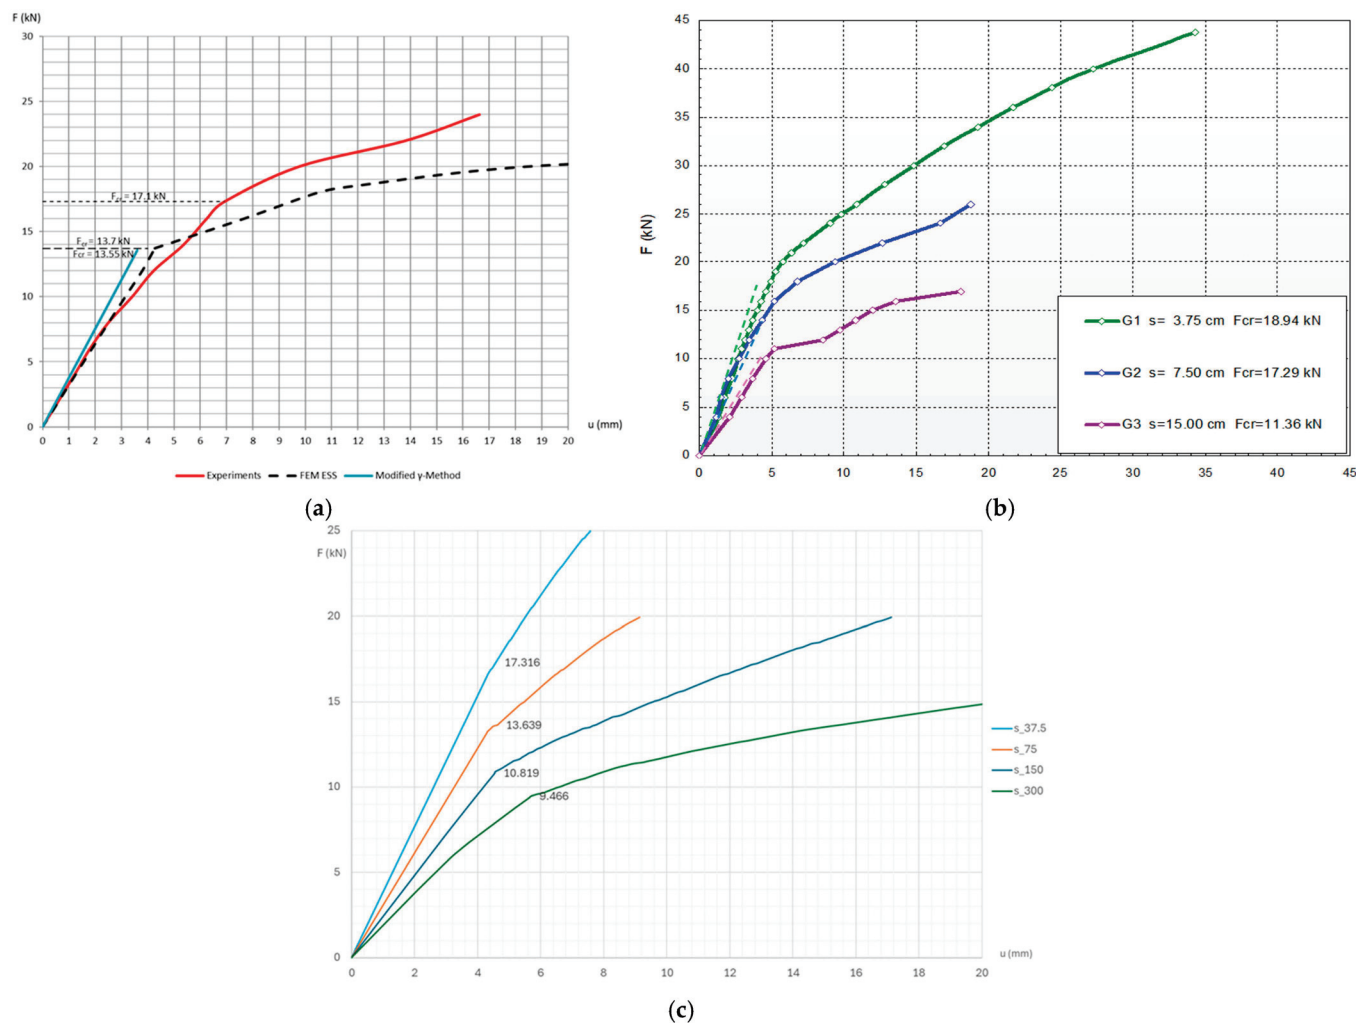 F (kN)
30
25
20
15
10
5
0
F_cr = 17.1 kN
F_cr = 13.7 kN
Fcr = 13.55 kN
0 1 2 3 4 5 6 7 8 9 10 11 12 13 14 15 16 17 18 19 20
u (mm)
Experiments FEM ESS Modified γ-Method
(a)
45
40
35
30
25
20
15
10
5
0
F (kN)
G1 s= 3.75 cm Fcr=18.94 kN
G2 s= 7.50 cm Fcr=17.29 kN
G3 s=15.00 cm Fcr=11.36 kN
0 5 10 15 20 25 30 35 40 45
(b)
25
F (kN)
20
15
10
5
0
17.316
13.639
10.819
9.466
s_37.5
s_75
s_150
s_300
u (mm)
0 2 4 6 8 10 12 14 16 18 20
(c)